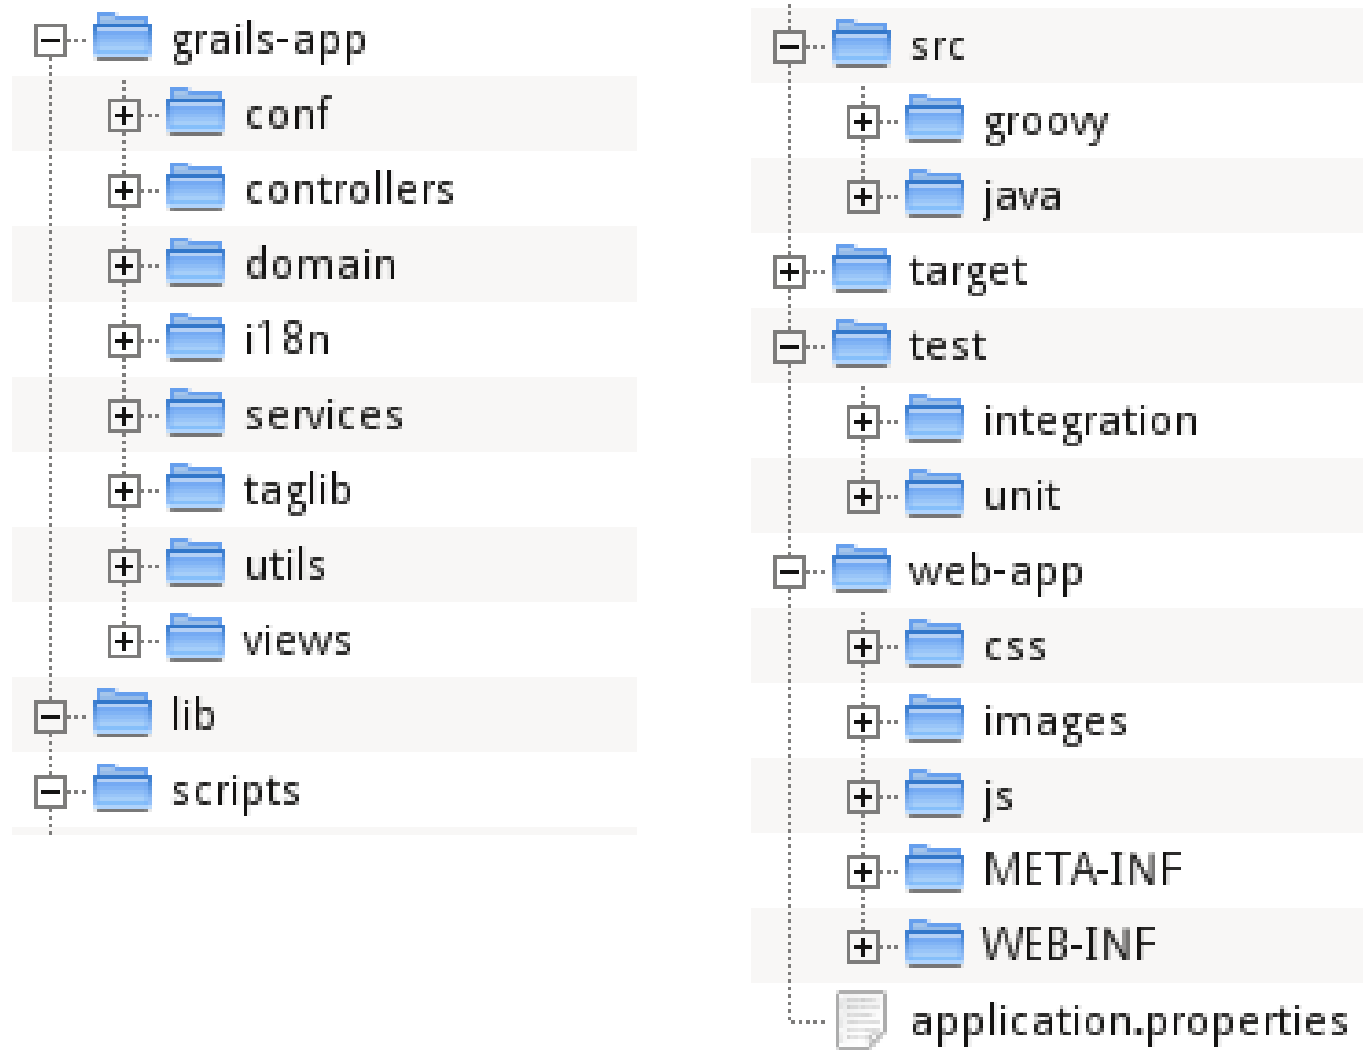 grails-app
conf
controllers
domain
i18n
services
taglib
utils
views
lib
scripts
src
groovy
java
target
test
integration
unit
web-app
css
images
js
META-INF
WEB-INF
application.properties